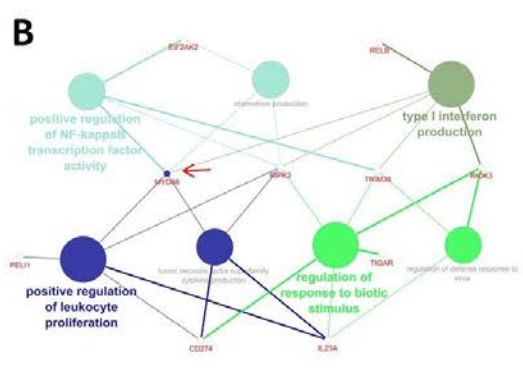 B
EIF2AK2
RELB
chemokine production
positive regulation
of NF-kappaB
transcription factor
activity
type I interferon
production
MYD88
RIPK2
TRIM38
RIOK3
PELI1
tumor necrosis factor superfamily
cytokine production
TIGAR
regulation of defense response to
virus
positive regulation
of leukocyte
proliferation
regulation of
response to biotic
stimulus
CD274
IL23A